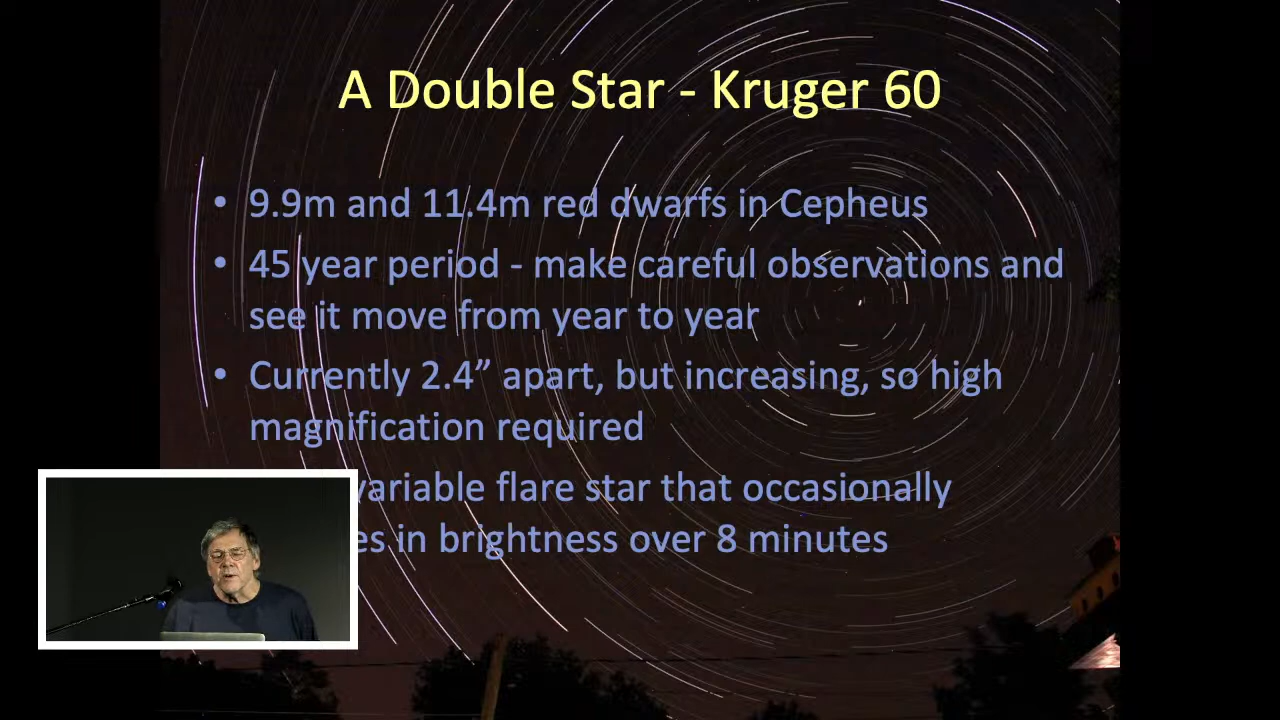 A Double Star - Kruger 60
• 9.9m and 11.4m red dwarfs in Cepheus
• 45 year period - make careful observations and
see it move from year to year
• Currently 2.4” apart, but increasing, so high
magnification required
variable flare star that occasionally
in brightness over 8 minutes